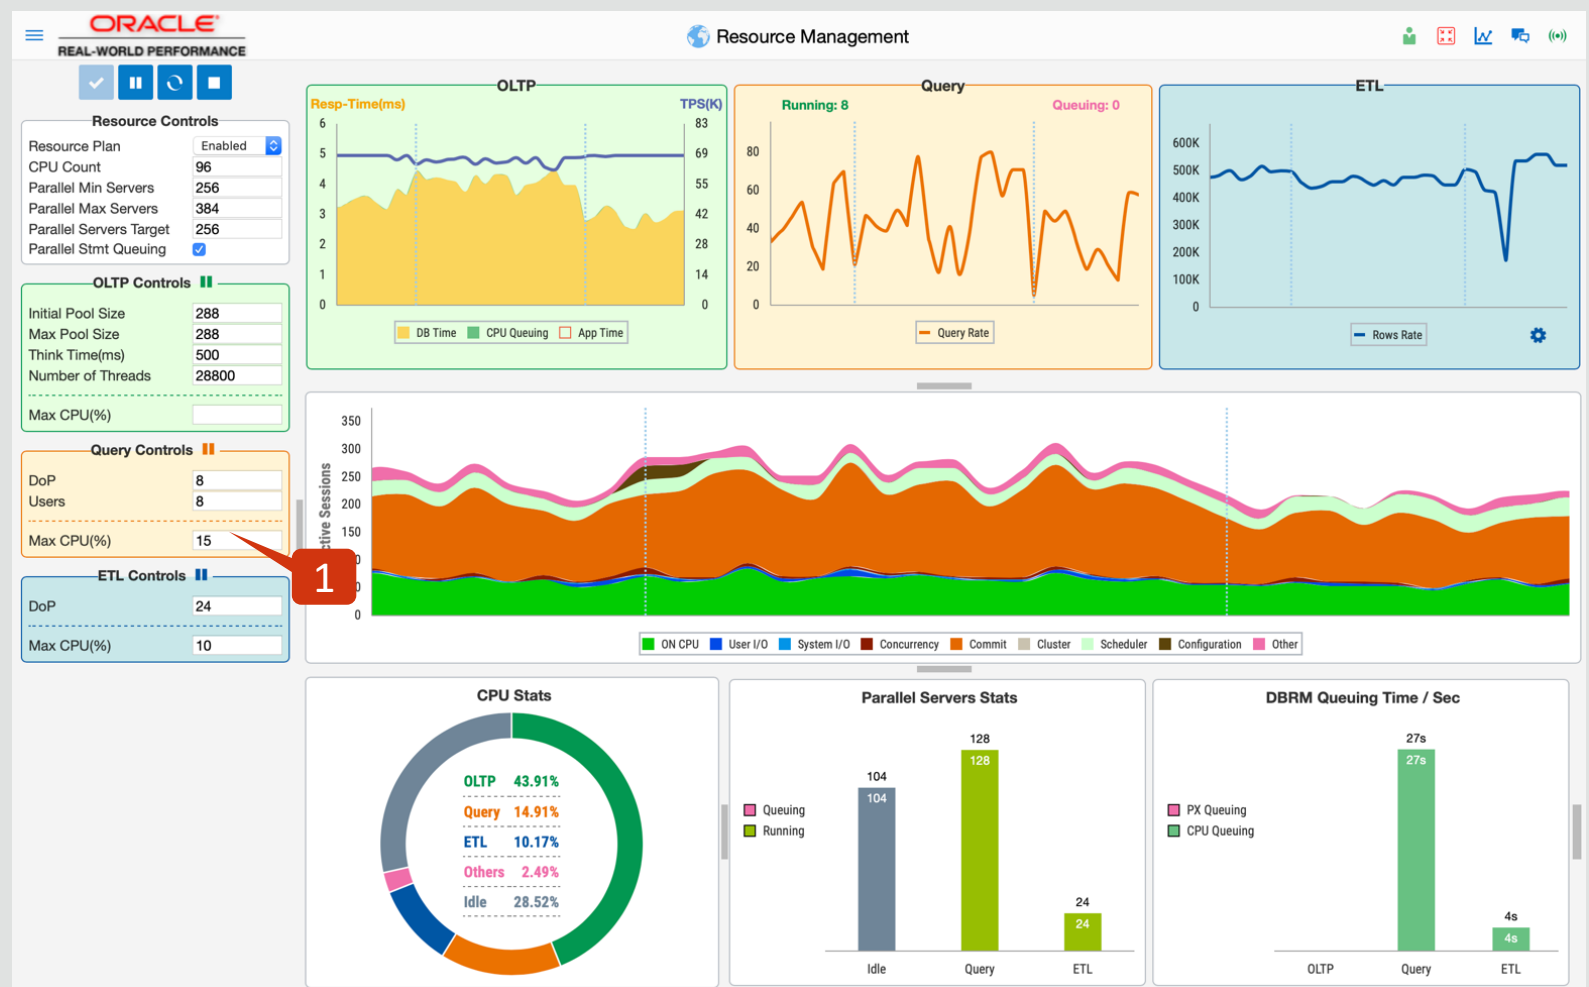 ORACLE
REAL-WORLD PERFORMANCE
Resource Management
Resource Controls
Resource Plan Enabled
CPU Count 96
Parallel Min Servers 256
Parallel Max Servers 384
Parallel Servers Target 256
Parallel Stmt Queuing
OLTP Controls
Initial Pool Size 288
Max Pool Size 288
Think Time(ms) 500
Number of Threads 28800
Max CPU(%)
Query Controls
DoP 8
Users 8
Max CPU(%) 15
1
ETL Controls
DoP 24
Max CPU(%) 10
OLTP
Resp-Time(ms) TPS(K)
6 83
5 69
4 55
3 42
2 28
1 14
0 0
DB Time CPU Queuing App Time
Query
Running: 8 Queuing: 0
80
60
40
20
0
Query Rate
ETL
600K
500K
400K
300K
200K
100K
0
Rows Rate
350
300
250
200
150
0
ctive Sessions
ON CPU User I/O System I/O Concurrency Commit Cluster Scheduler Configuration Other
CPU Stats
OLTP 43.91%
Query 14.91%
ETL 10.17%
Others 2.49%
Idle 28.52%
Parallel Servers Stats
Queuing
Running
104
104
128
128
24
24
Idle Query ETL
DBRM Queuing Time / Sec
PX Queuing
CPU Queuing
27s
27s
4s
4s
OLTP Query ETL